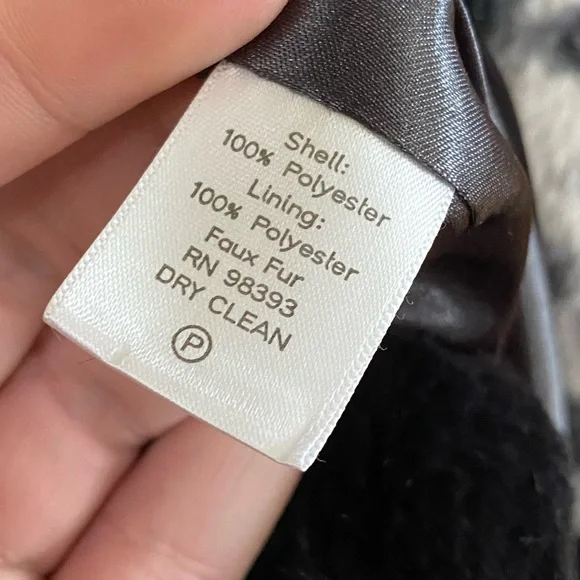 Shell:
100% Polyester
Lining:
100% Polyester
Faux Fur
RN 98393
DRY CLEAN
P